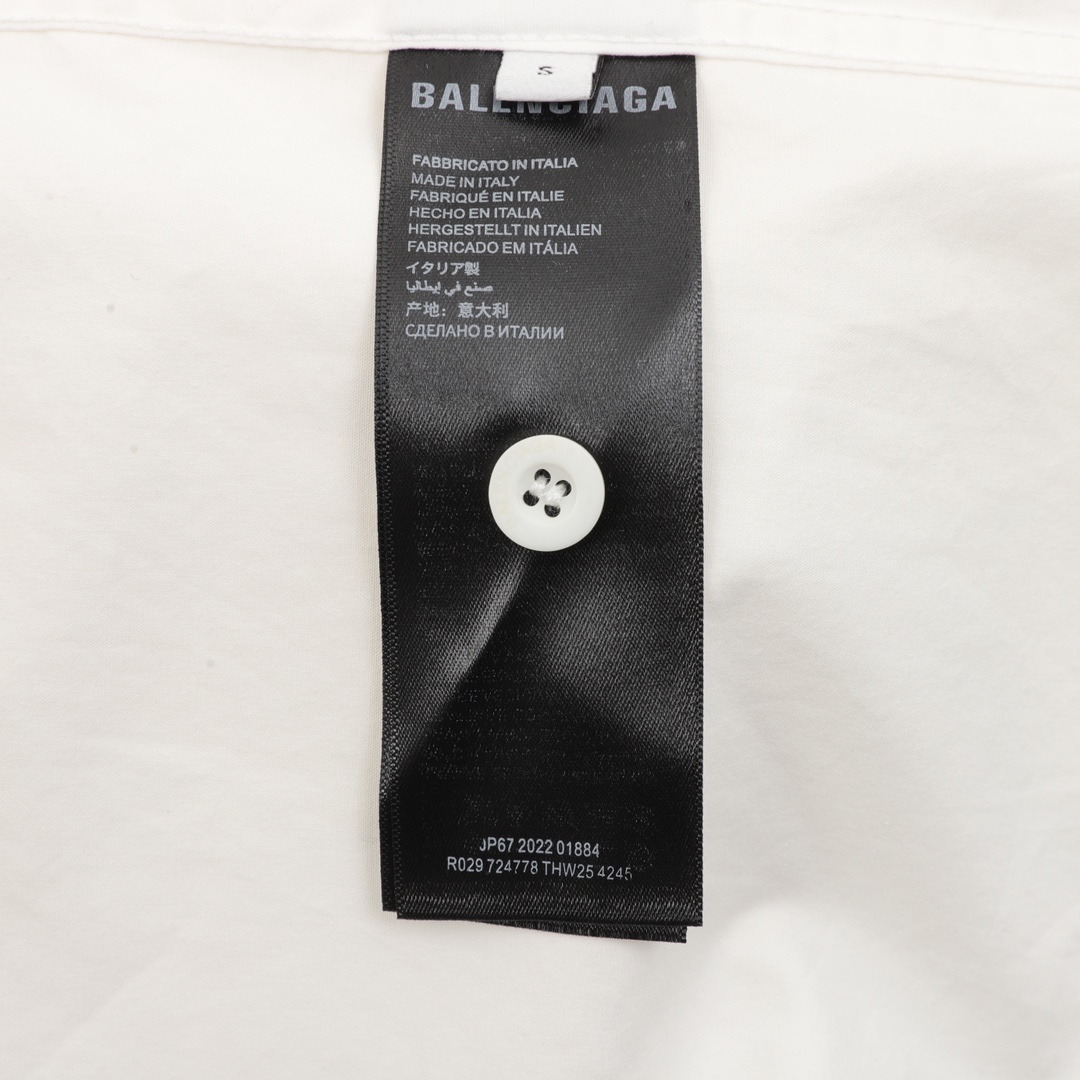 S
BALENCIAGA
FABBRICATO IN ITALIA
MADE IN ITALY
FABRIQUÉ EN ITALIE
HECHO EN ITALIA
HERGESTELLT IN ITALIEN
FABRICADO EM ITÁLIA
イタリア製
صنع في إيطاليا
产地：意大利
СДЕЛАНО В ИТАЛИИ
JP67 2022 01884
R029 724778 THW25 4245